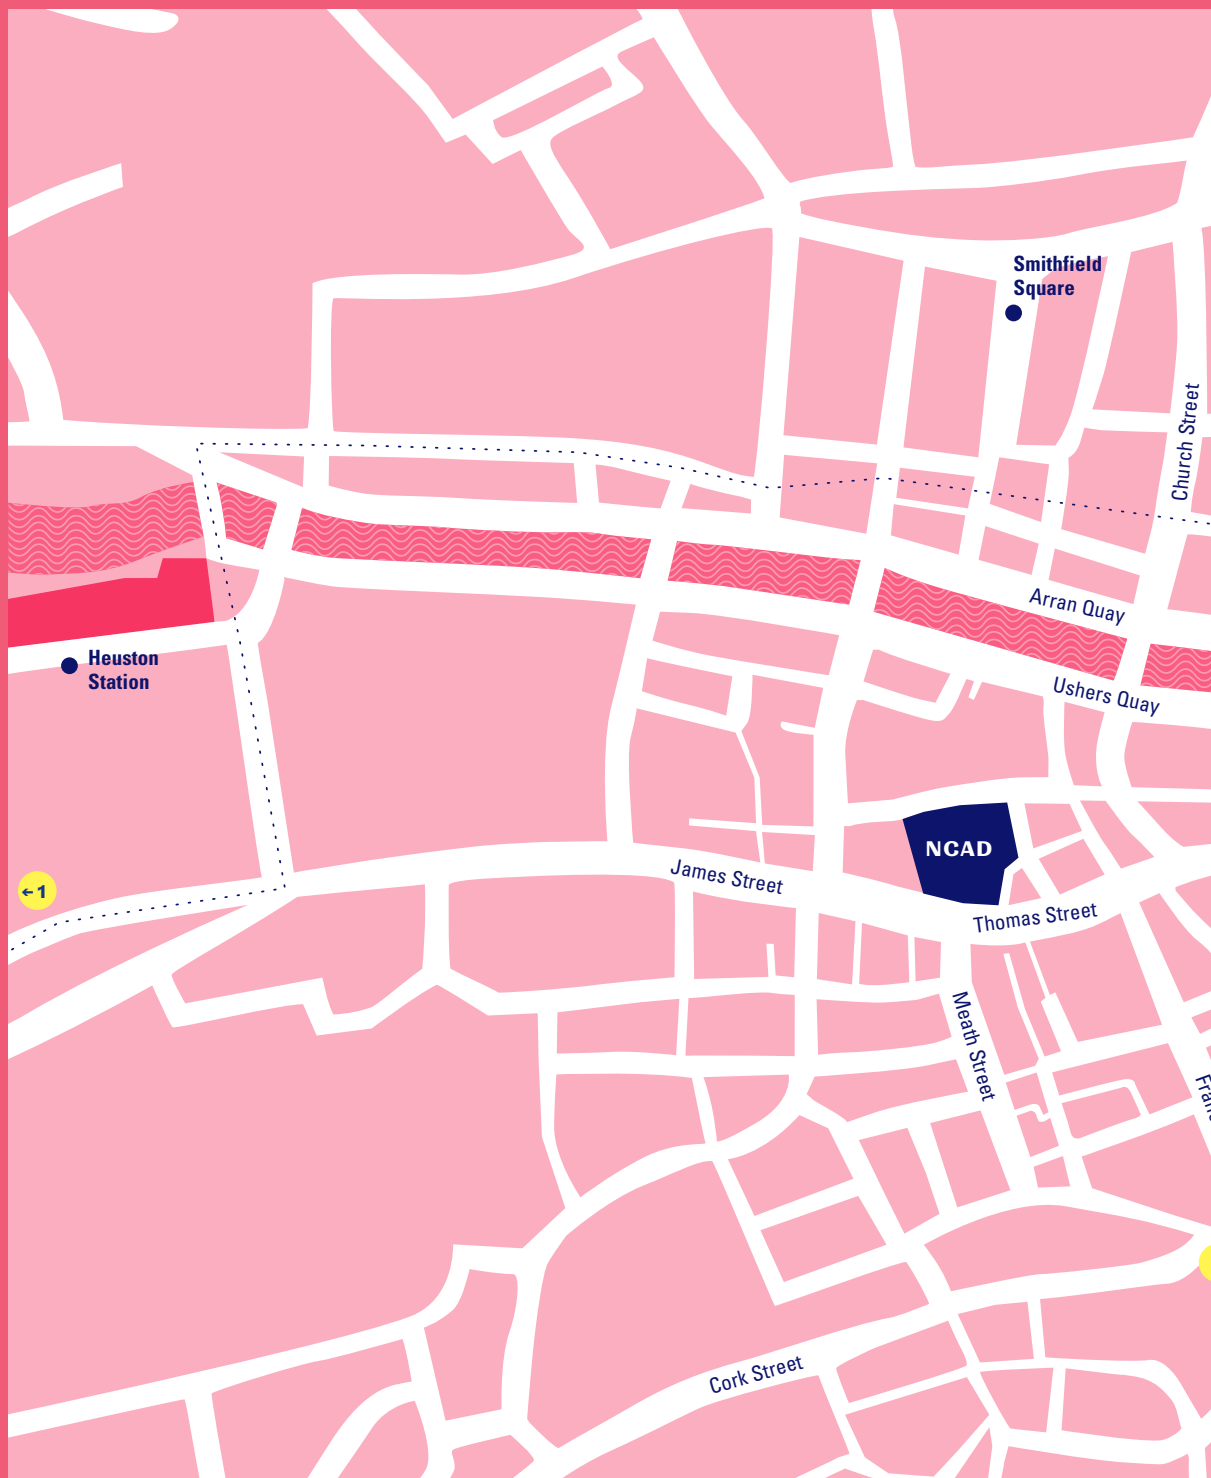 Smithfield
Square
Church Street
Arran Quay
Heuston
Station
Ushers Quay
NCAD
←1
James Street
Thomas Street
Meath Street
Cork Street